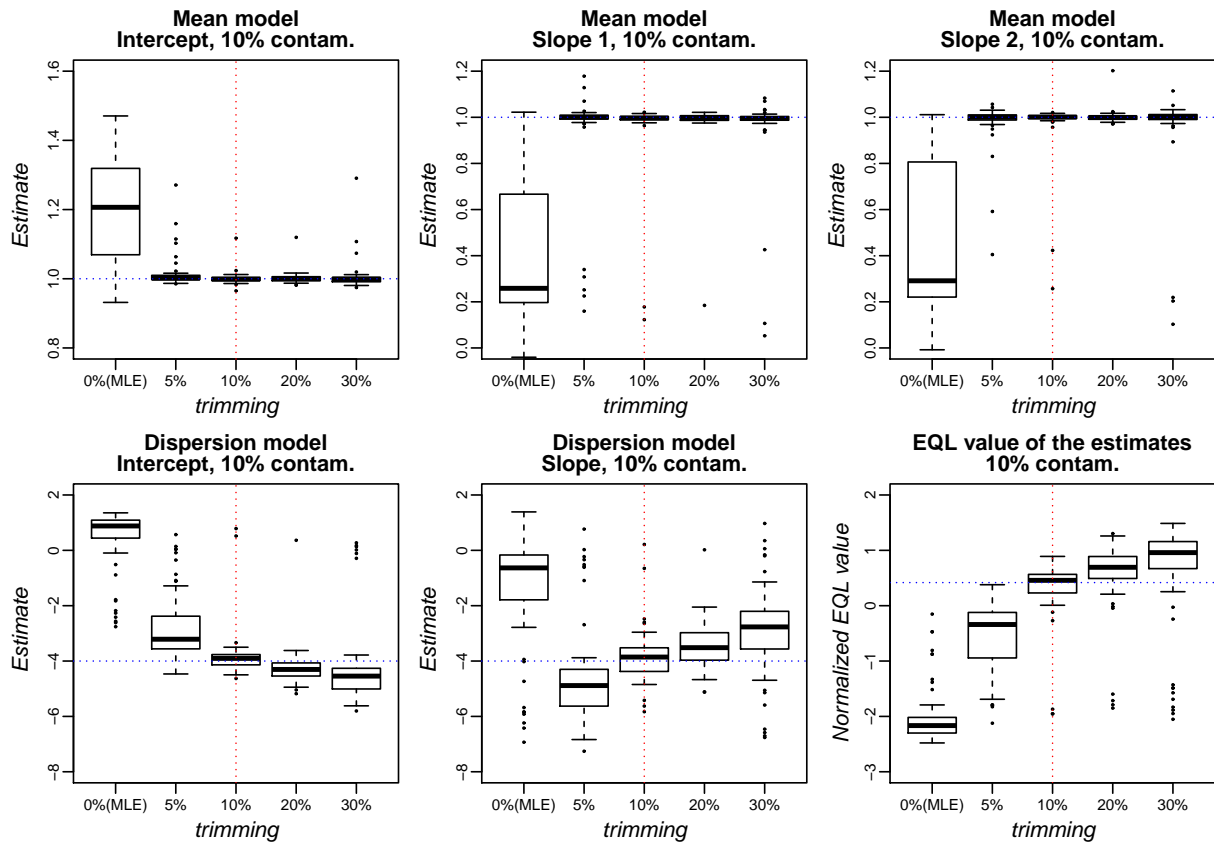 Mean model
Intercept, 10% contam.
Estimate
1.6
1.4
1.2
1.0
0.8
0%(MLE) 5% 10% 20% 30%
trimming
Mean model
Slope 1, 10% contam.
Estimate
1.2
1.0
0.8
0.6
0.4
0.2
0.0
0%(MLE) 5% 10% 20% 30%
trimming
Mean model
Slope 2, 10% contam.
Estimate
1.2
1.0
0.8
0.6
0.4
0.2
0.0
0%(MLE) 5% 10% 20% 30%
trimming
Dispersion model
Intercept, 10% contam.
Estimate
2
0
−2
−4
−6
−8
0%(MLE) 5% 10% 20% 30%
trimming
Dispersion model
Slope, 10% contam.
Estimate
2
0
−2
−4
−6
−8
0%(MLE) 5% 10% 20% 30%
trimming
EQL value of the estimates
10% contam.
Normalized EQL value
2
1
0
−1
−2
−3
0%(MLE) 5% 10% 20% 30%
trimming